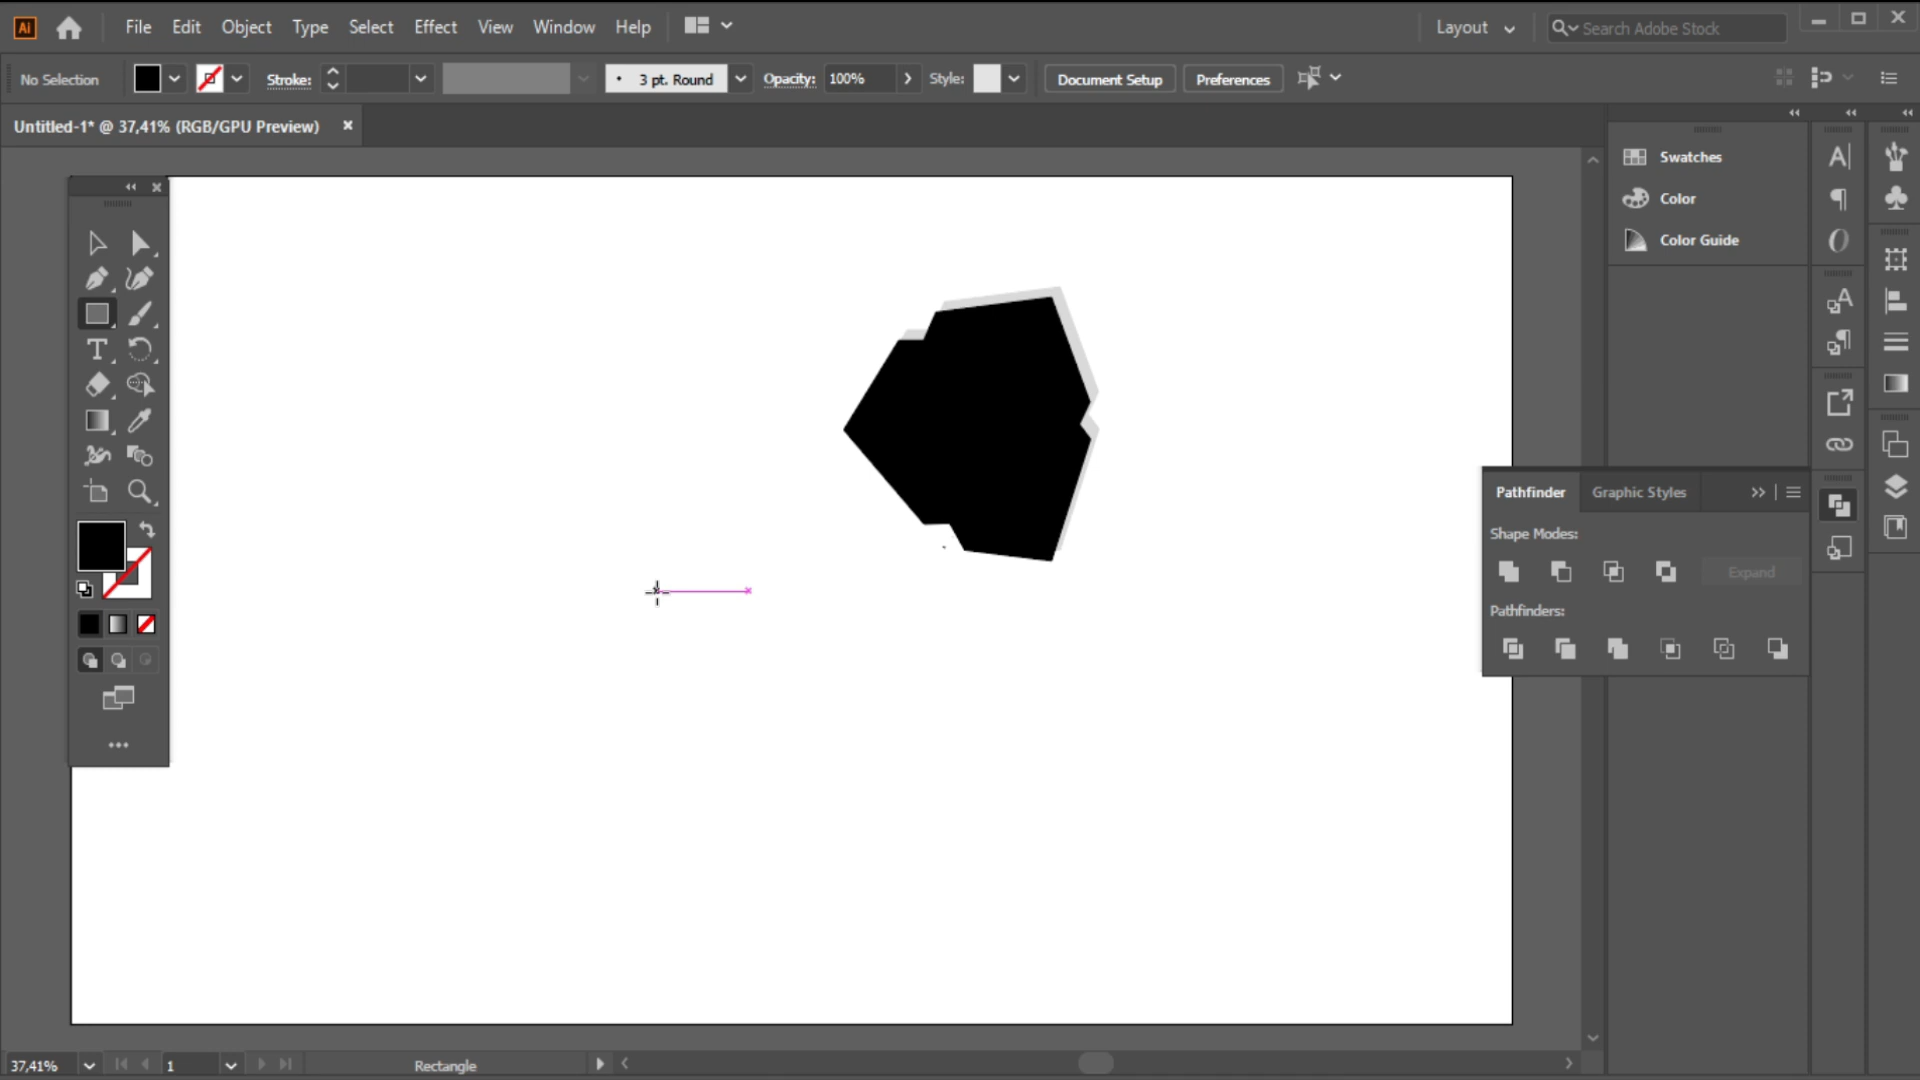 Ai File Edit Object Type Select Effect View Window Help Layout Search Adobe Stock
No Selection Stroke: 3 pt. Round Opacity: 100% Style: Document Setup Preferences
Untitled-1* @ 37,41% (RGB/GPU Preview)
Swatches
Color
Color Guide
Pathfinder Graphic Styles
Shape Modes:
Expand
Pathfinders:
37,41% 1 Rectangle